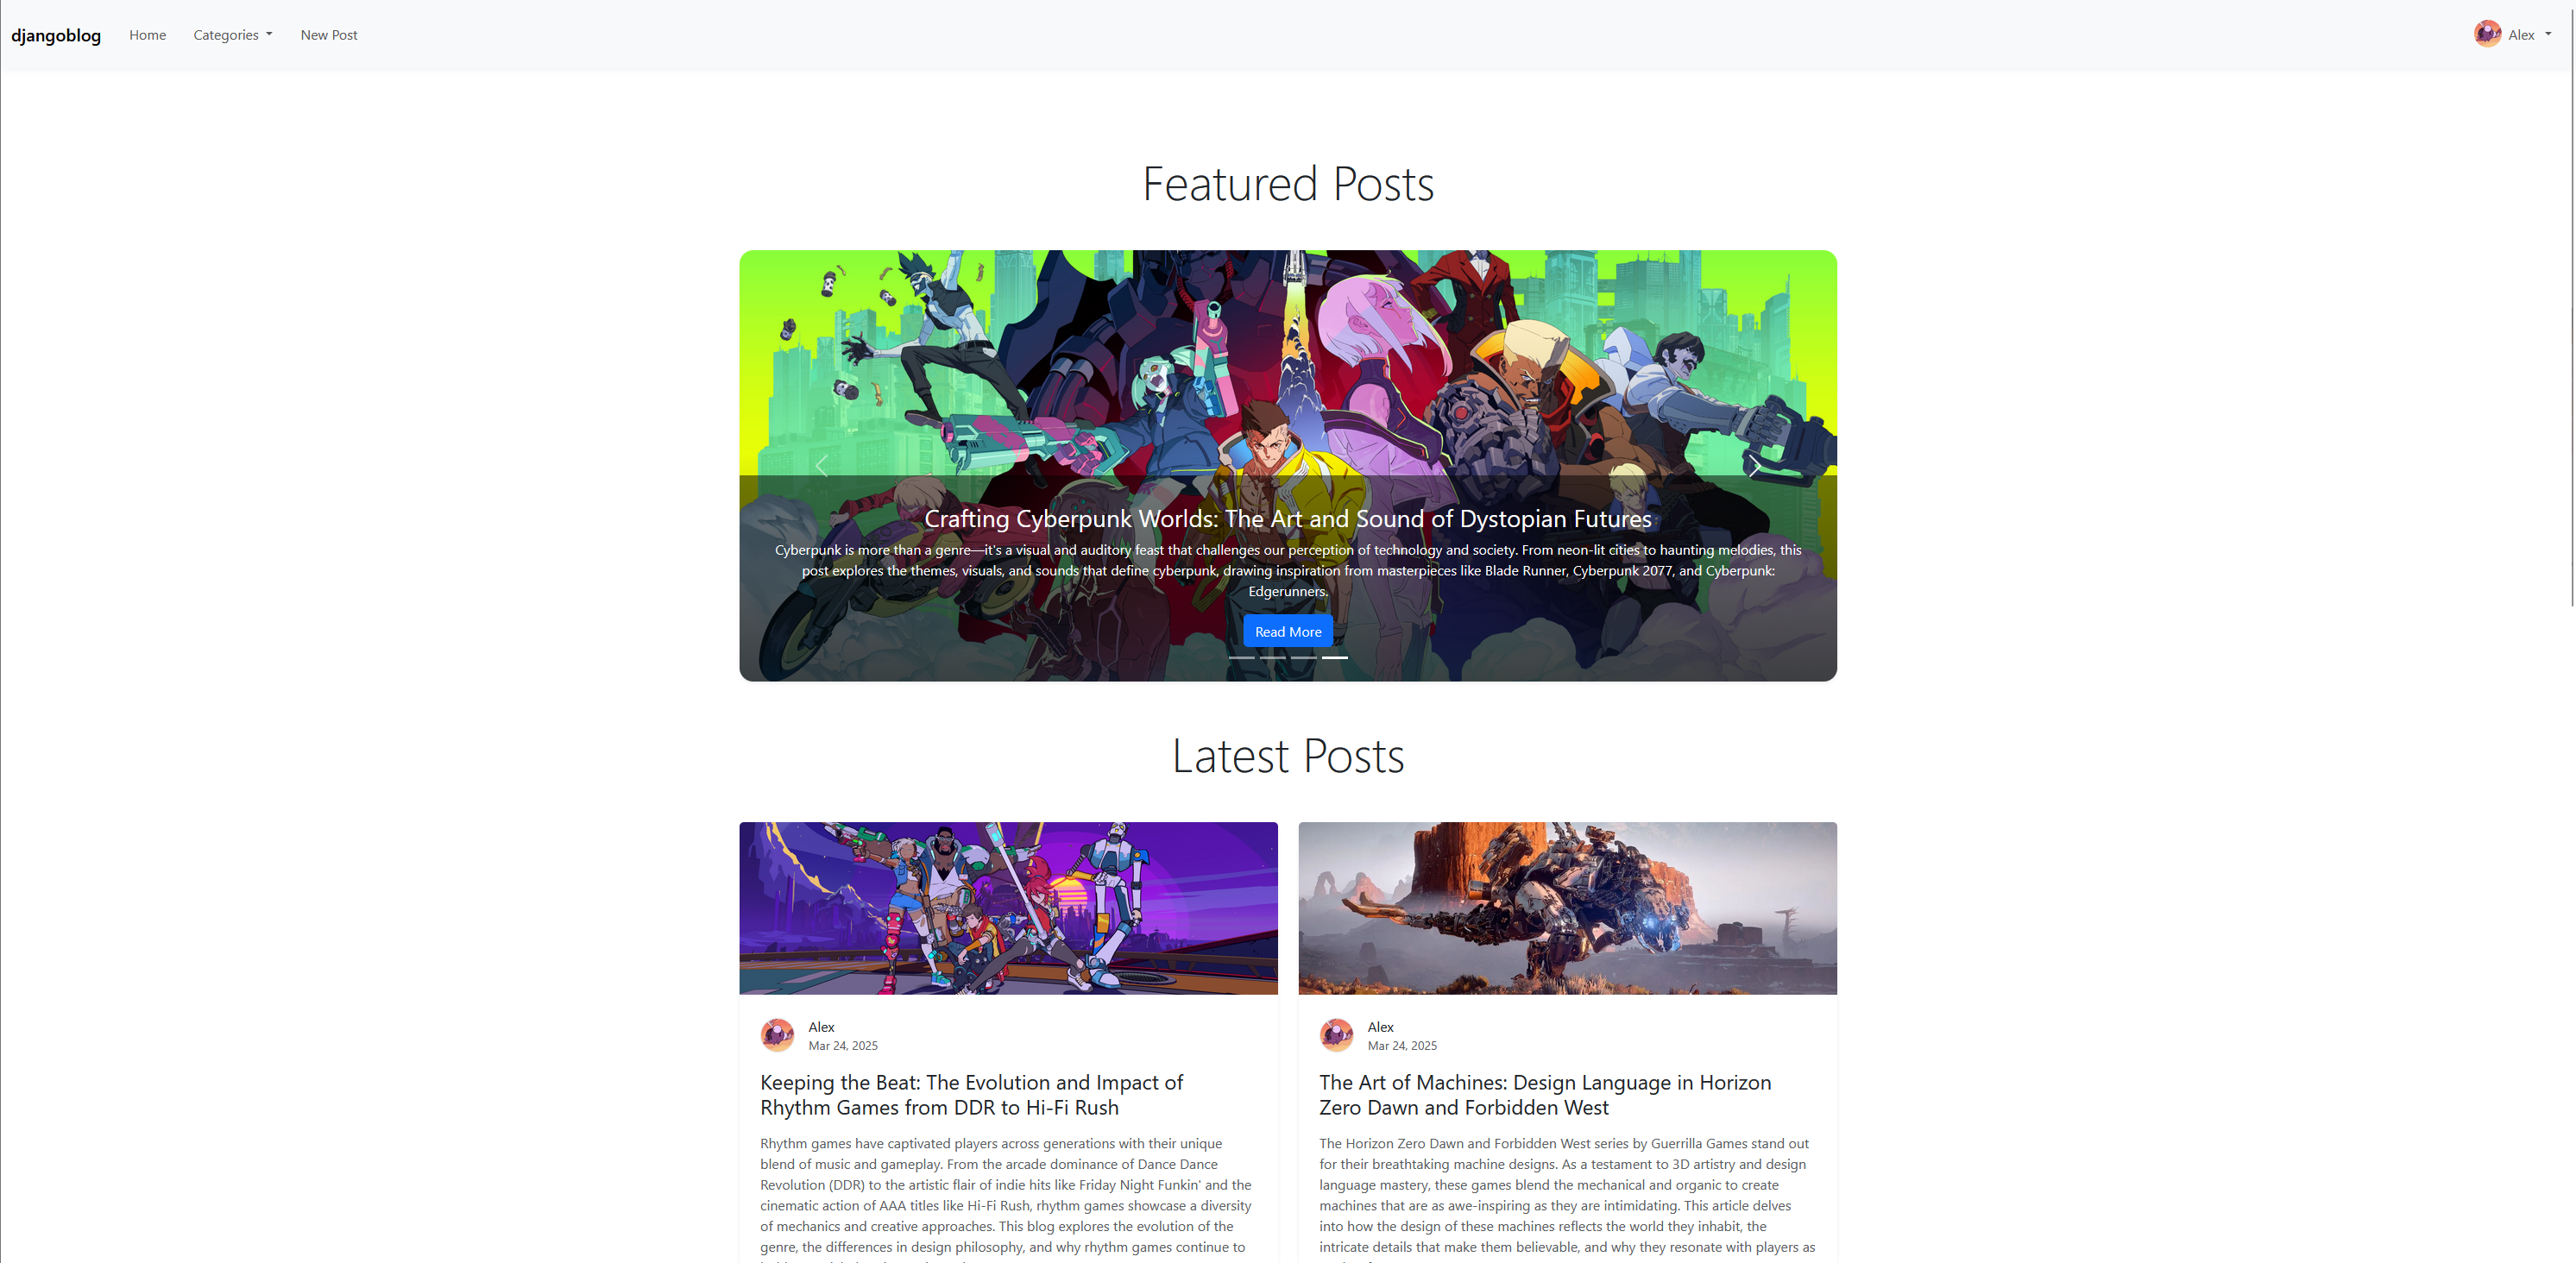 djangoblog Home Categories New Post Alex
Featured Posts
Crafting Cyberpunk Worlds: The Art and Sound of Dystopian Futures
Cyberpunk is more than a genre—it's a visual and auditory feast that challenges our perception of technology and society. From neon-lit cities to haunting melodies, this
post explores the themes, visuals, and sounds that define cyberpunk, drawing inspiration from masterpieces like Blade Runner, Cyberpunk 2077, and Cyberpunk:
Edgerunners.
Read More
Latest Posts
Alex
Mar 24, 2025
Keeping the Beat: The Evolution and Impact of
Rhythm Games from DDR to Hi-Fi Rush
Rhythm games have captivated players across generations with their unique
blend of music and gameplay. From the arcade dominance of Dance Dance
Revolution (DDR) to the artistic flair of indie hits like Friday Night Funkin' and the
cinematic action of AAA titles like Hi-Fi Rush, rhythm games showcase a diversity
of mechanics and creative approaches. This blog explores the evolution of the
genre, the differences in design philosophy, and why rhythm games continue to
Alex
Mar 24, 2025
The Art of Machines: Design Language in Horizon
Zero Dawn and Forbidden West
The Horizon Zero Dawn and Forbidden West series by Guerrilla Games stand out
for their breathtaking machine designs. As a testament to 3D artistry and design
language mastery, these games blend the mechanical and organic to create
machines that are as awe-inspiring as they are intimidating. This article delves
into how the design of these machines reflects the world they inhabit, the
intricate details that make them believable, and why they resonate with players as